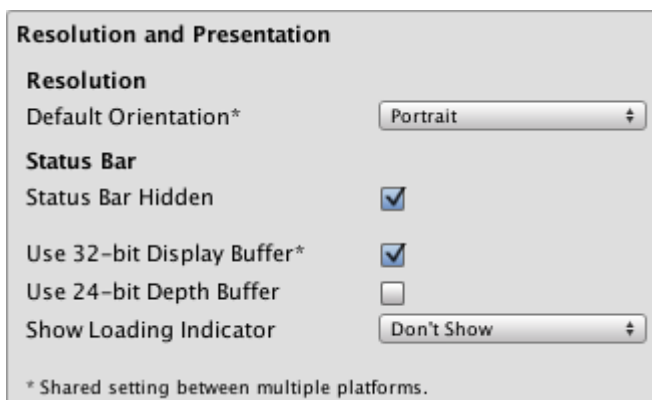 Resolution and Presentation
Resolution
Default Orientation* Portrait
Status Bar
Status Bar Hidden
Use 32-bit Display Buffer*
Use 24-bit Depth Buffer
Show Loading Indicator Don't Show
* Shared setting between multiple platforms.